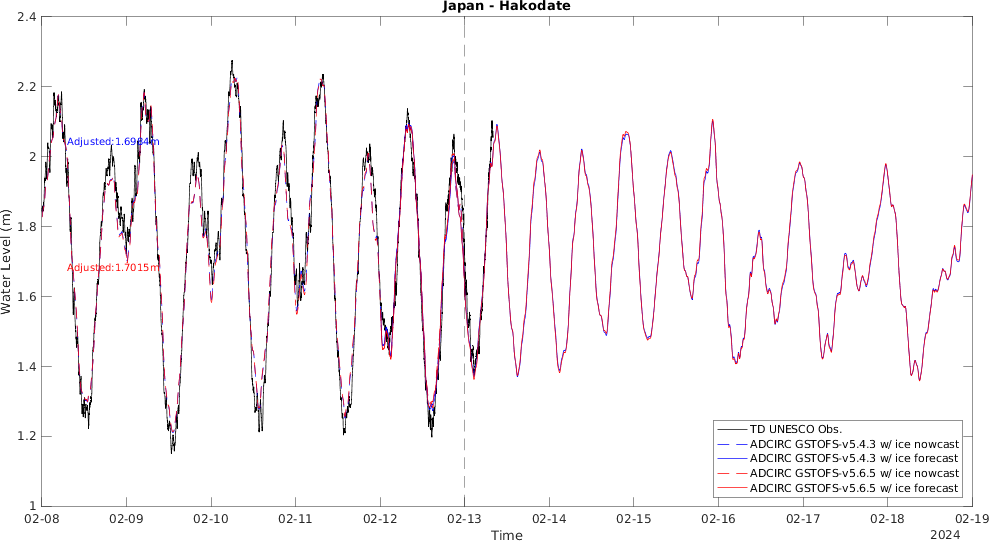 Japan - Hakodate
2.4
2.2
2
1.8
1.6
1.4
1.2
1
Water Level (m)
Adjusted:1.6984m
Adjusted:1.7015m
TD UNESCO Obs.
ADCIRC GSTOFS-v5.4.3 w/ ice nowcast
ADCIRC GSTOFS-v5.4.3 w/ ice forecast
ADCIRC GSTOFS-v5.6.5 w/ ice nowcast
ADCIRC GSTOFS-v5.6.5 w/ ice forecast
02-08 02-09 02-10 02-11 02-12 02-13 02-14 02-15 02-16 02-17 02-18 02-19
Time
2024